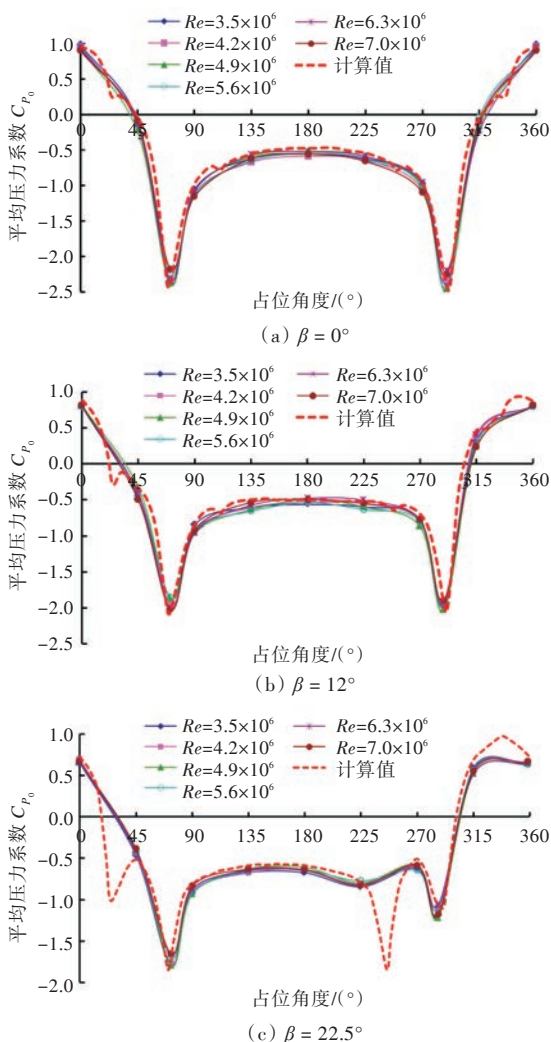 Re=3.5×10⁶ Re=6.3×10⁶
Re=4.2×10⁶ Re=7.0×10⁶
Re=4.9×10⁶ 计算值
Re=5.6×10⁶
平均压力系数 C_{P_0}
1.0
0.5
0.0
-0.5
-1.0
-1.5
-2.0
-2.5
0 45 90 135 180 225 270 315 360
占位角度/(°)
(a) β = 0°
Re=3.5×10⁶ Re=6.3×10⁶
Re=4.2×10⁶ Re=7.0×10⁶
Re=4.9×10⁶ 计算值
Re=5.6×10⁶
平均压力系数 C_{P_0}
1.0
0.5
0.0
-0.5
-1.0
-1.5
-2.0
-2.5
0 45 90 135 180 225 270 315 360
占位角度/(°)
(b) β = 12°
Re=3.5×10⁶ Re=6.3×10⁶
Re=4.2×10⁶ Re=7.0×10⁶
Re=4.9×10⁶ 计算值
Re=5.6×10⁶
平均压力系数 C_{P_0}
1.0
0.5
0.0
-0.5
-1.0
-1.5
-2.0
0 45 90 135 180 225 270 315 360
占位角度/(°)
(c) β = 22.5°